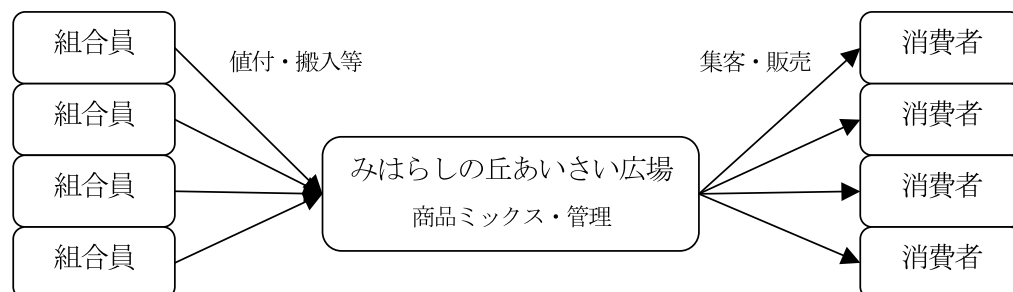 組合員
組合員
組合員
組合員
値付・搬入等
みはらしの丘あいさい広場
商品ミックス・管理
集客・販売
消費者
消費者
消費者
消費者